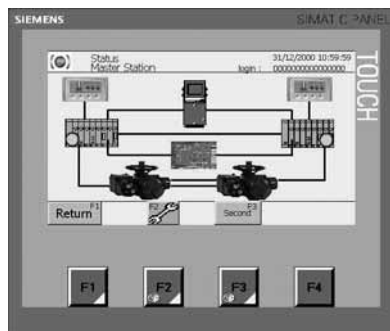 SIEMENS
SIMATIC PANEL
TOUCH
Status
Master Station
31/12/2000 10:59:59
login : 0000000000000000
Return F1
F2
Second F3
F1
F2
F3
F4